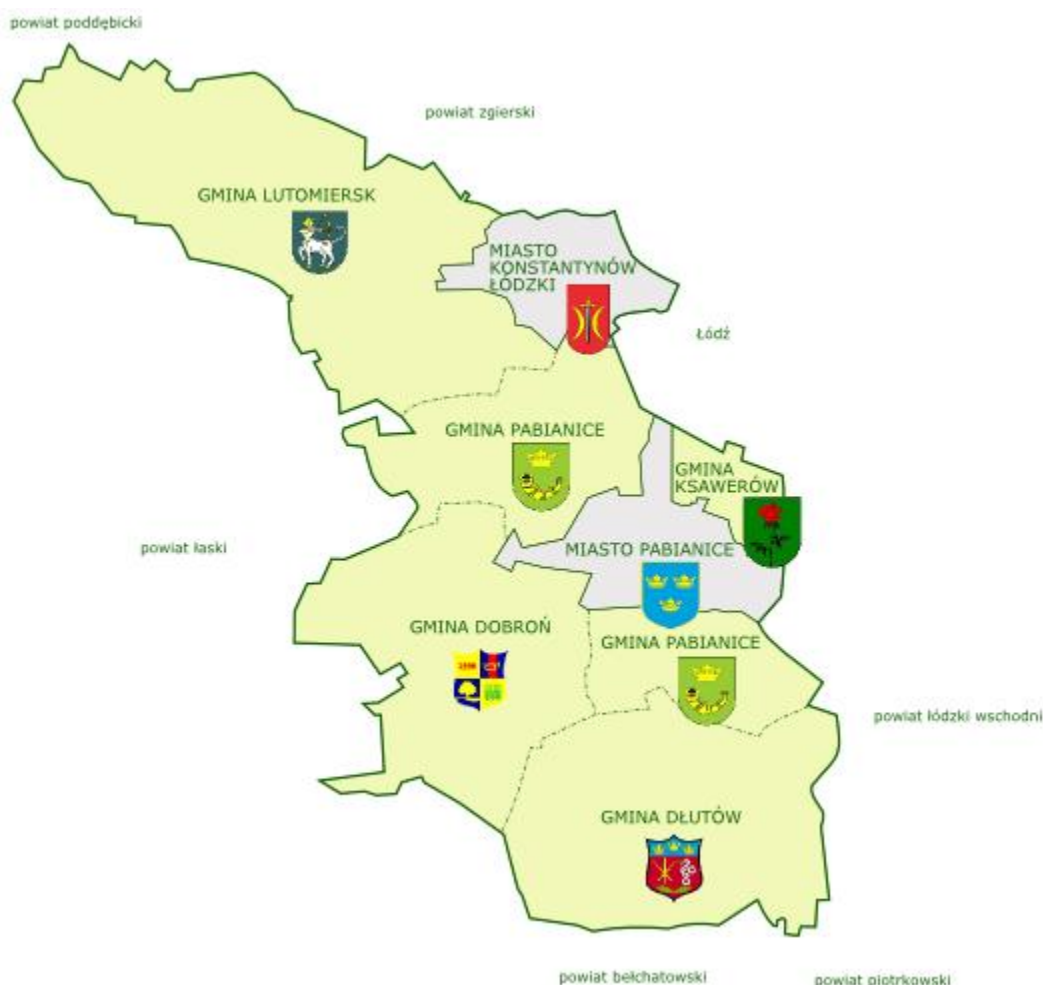 powiat poddębicki
powiat zgierski
GMINA LUTOMIERSK
MIASTO
KONSTANTYNÓW
ŁÓDZKI
Łódź
GMINA PABIANICE
GMINA
KSAWERÓW
powiat łaski
MIASTO PABIANICE
GMINA DOBROŃ
GMINA PABIANICE
powiat łódzki wschodni
GMINA DŁUTÓW
powiat bełchatowski
powiat piotrkowski